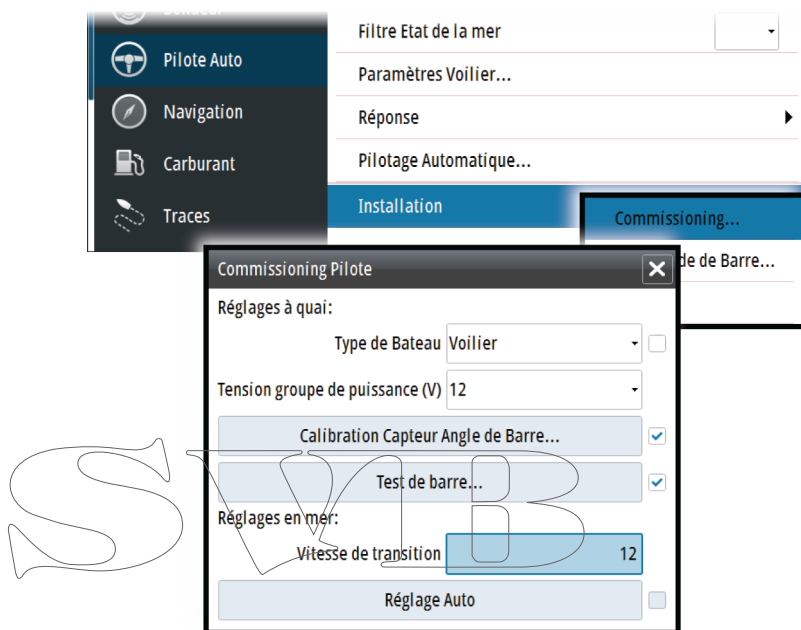 Filtre Etat de la mer
Pilote Auto
Paramètres Voilier...
Navigation
Réponse
Carburant
Pilotage Automatique...
Traces
Installation
Commissioning...
de de Barre...
Commissioning Pilote
Réglages à quai:
Type de Bateau Voilier
Tension groupe de puissance (V) 12
Calibration Capteur Angle de Barre...
Test de barre...
Réglages en mer:
Vitesse de transition 12
Réglage Auto
SVB